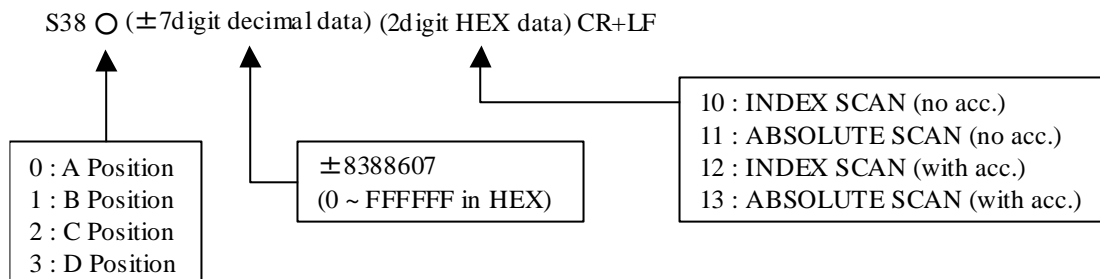 S38 ○ (±7digit decimal data) (2digit HEX data) CR+LF
0 : A Position
1 : B Position
2 : C Position
3 : D Position
±8388607
(0 ~ FFFFFF in HEX)
10 : INDEX SCAN (no acc.)
11 : ABSOLUTE SCAN (no acc.)
12 : INDEX SCAN (with acc.)
13 : ABSOLUTE SCAN (with acc.)